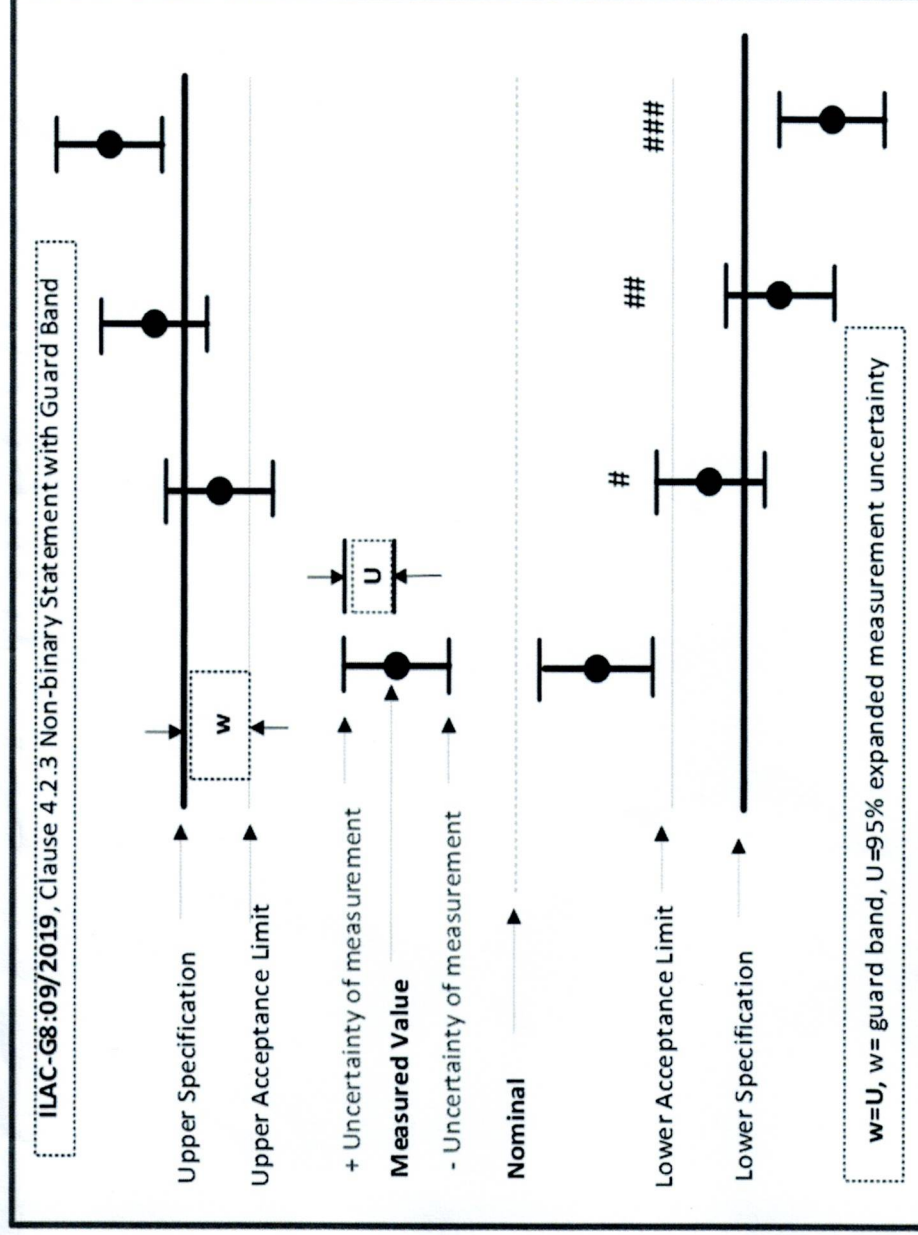 ILAC-G8:09/2019, Clause 4.2.3 Non-binary Statement with Guard Band
Upper Specification
w
Upper Acceptance Limit
+ Uncertainty of measurement
U
Measured Value
- Uncertainty of measurement
Nominal
#
##
###
Lower Acceptance Limit
Lower Specification
w=U, w= guard band, U=95% expanded measurement uncertainty